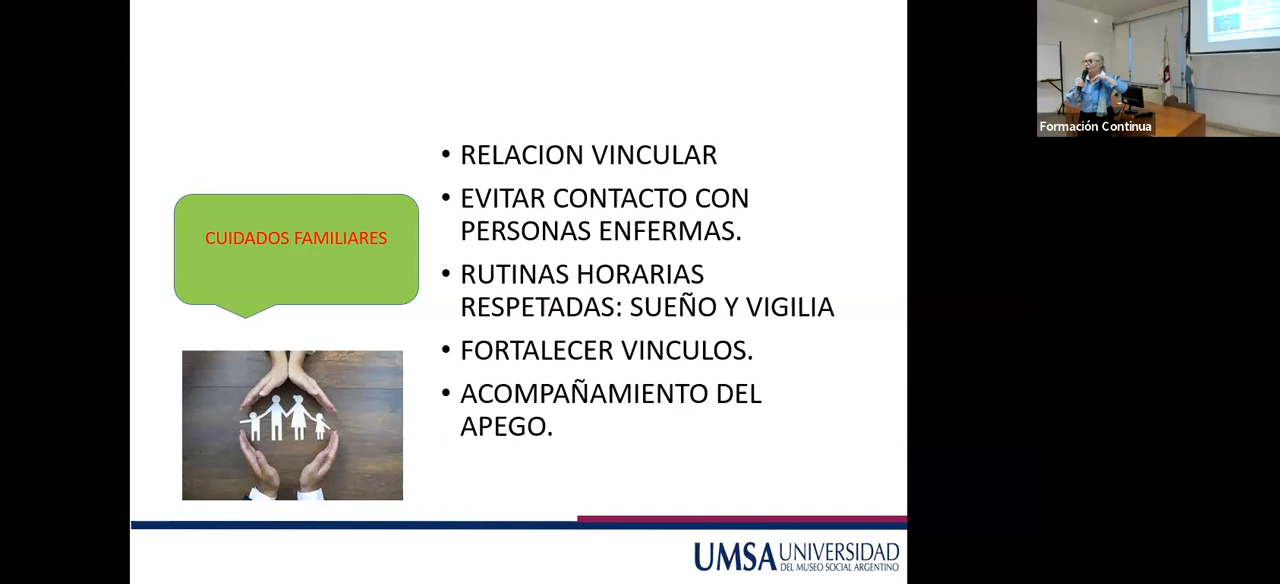 CUIDADOS FAMILIARES
• RELACION VINCULAR
• EVITAR CONTACTO CON
PERSONAS ENFERMAS.
• RUTINAS HORARIAS
RESPETADAS: SUEÑO Y VIGILIA
• FORTALECER VINCULOS.
• ACOMPAÑAMIENTO DEL
APEGO.
Formación Continua
UMSA UNIVERSIDAD
DEL MUSEO SOCIAL ARGENTINO